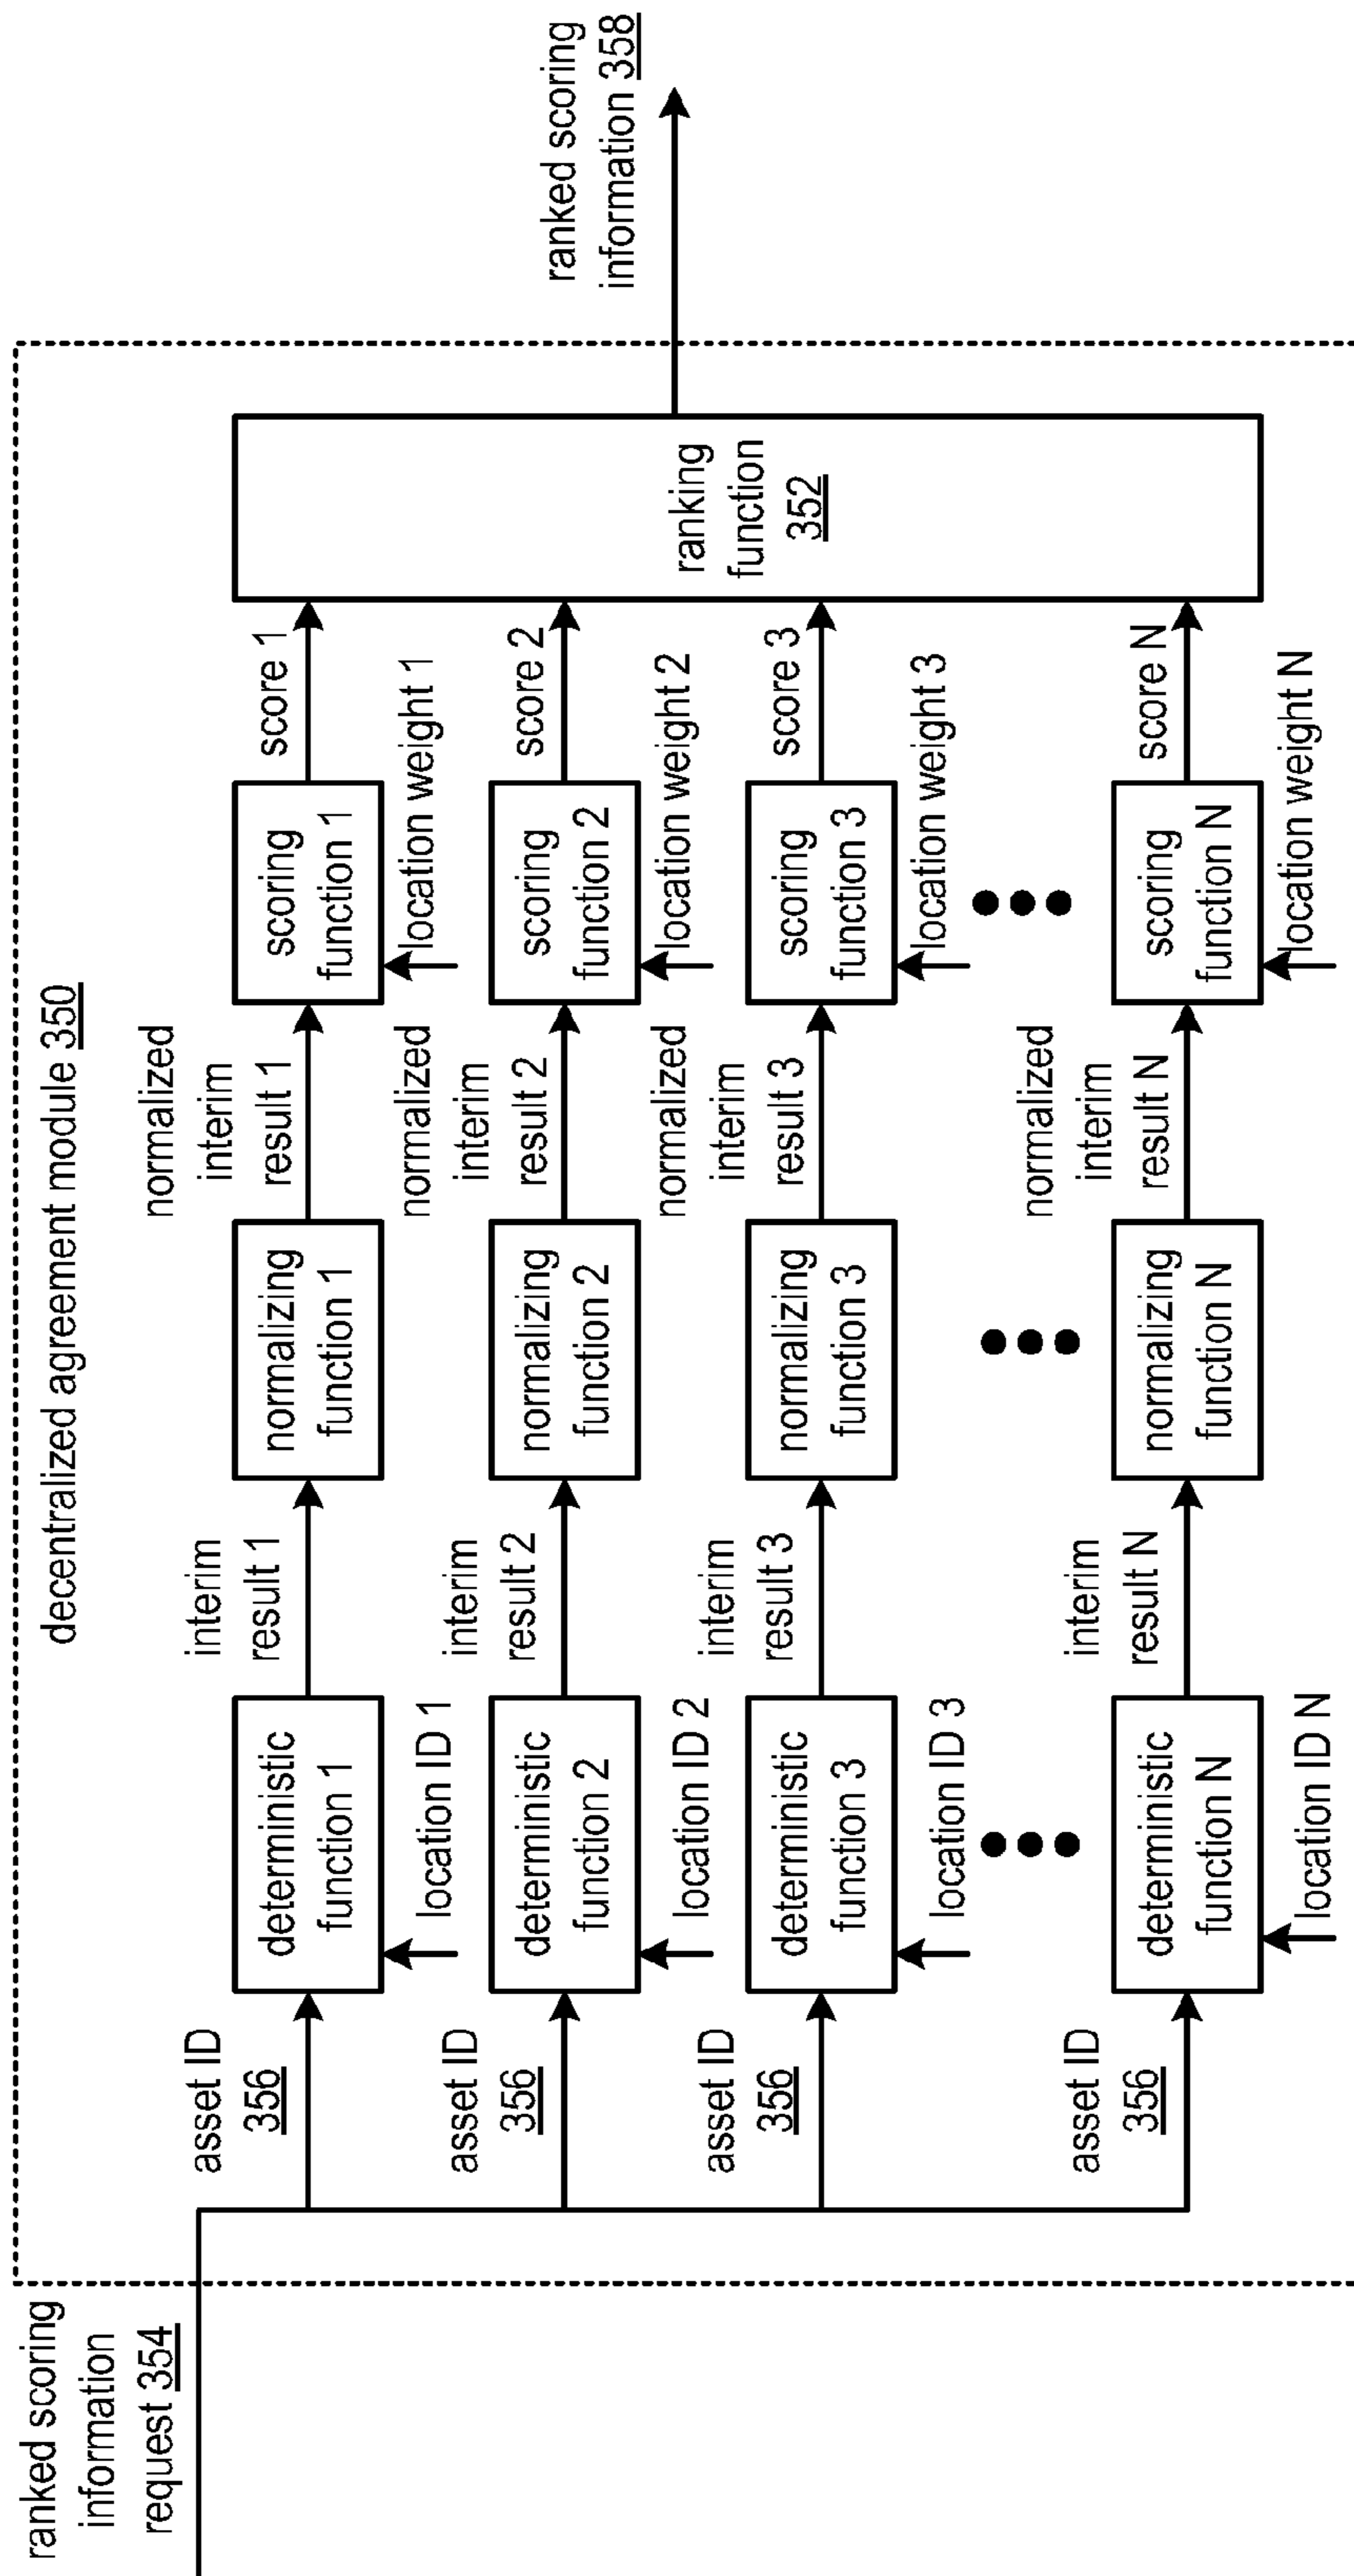 decentralized agreement module 350
ranked scoring
information
request 354
asset ID
356
deterministic
function 1
location ID 1
interim
result 1
normalizing
function 1
normalized
interim
result 1
scoring
function 1
location weight 1
score 1
asset ID
356
deterministic
function 2
location ID 2
interim
result 2
normalizing
function 2
normalized
interim
result 2
scoring
function 2
location weight 2
score 2
asset ID
356
deterministic
function 3
location ID 3
interim
result 3
normalizing
function 3
normalized
interim
result 3
scoring
function 3
location weight 3
score 3
asset ID
356
deterministic
function N
location ID N
interim
result N
normalizing
function N
normalized
interim
result N
scoring
function N
location weight N
score N
ranking
function
352
ranked scoring
information 358